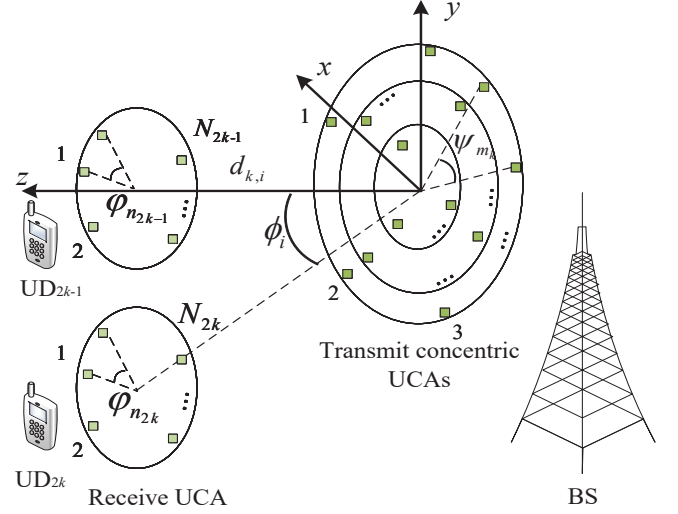 y
x
1
N₂ₖ₋₁
1
ψₘₖ
z
dₖ,ᵢ
φₙ₂ₖ₋₁
ϕᵢ
2
UD₂ₖ₋₁
2
N₂ₖ
3
1
Transmit concentric
UCAs
φₙ₂ₖ
2
UD₂ₖ
Receive UCA
BS